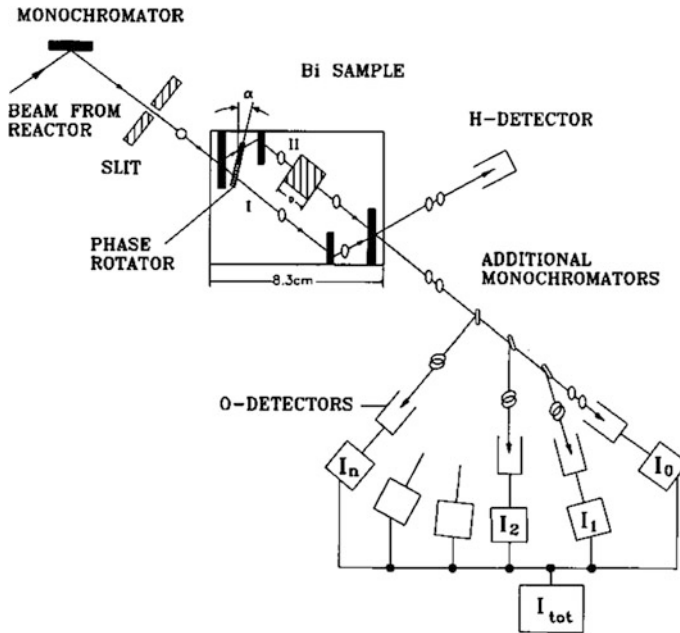 MONOCHROMATOR
α
Bi SAMPLE
BEAM FROM
REACTOR
H-DETECTOR
SLIT
II
I
PHASE
ROTATOR
8.3cm
ADDITIONAL
MONOCHROMATORS
O-DETECTORS
In
I2
I1
I0
Itot